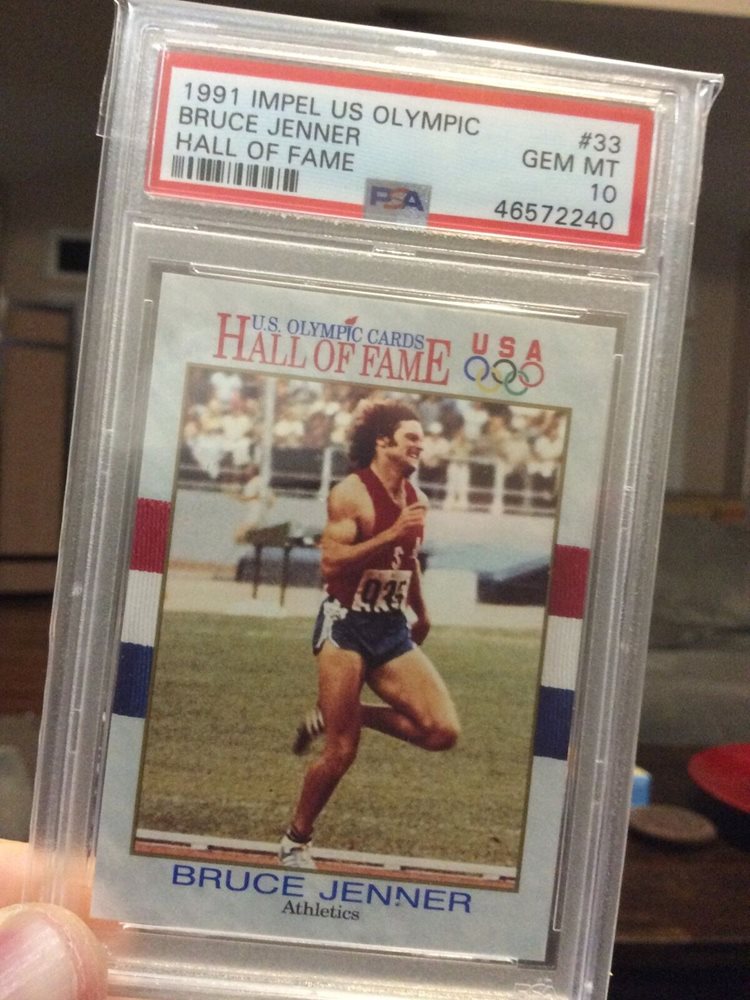 1991 IMPEL US OLYMPIC #33
BRUCE JENNER GEM MT
HALL OF FAME 10
PSA 46572240
U.S. OLYMPIC CARDS
HALL OF FAME
USA
BRUCE JENNER
Athletics